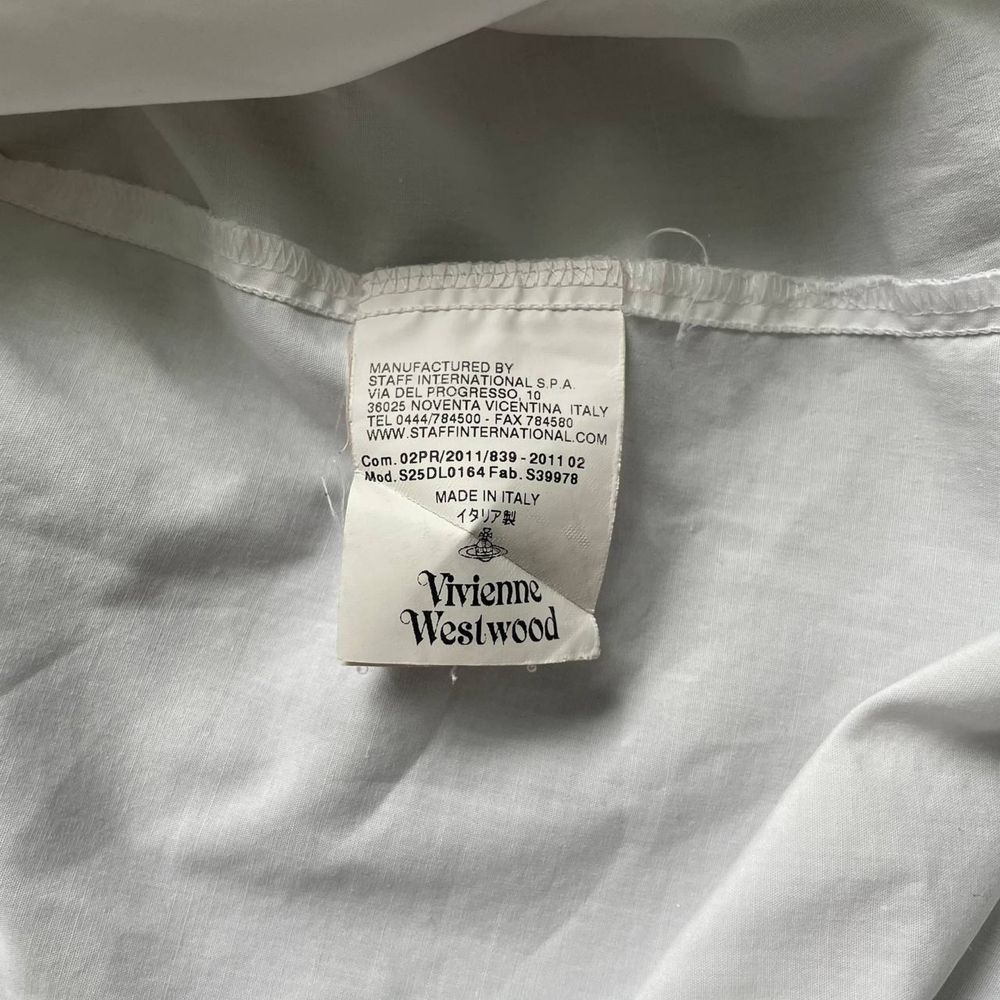 MANUFACTURED BY
STAFF INTERNATIONAL S.P.A.
VIA DEL PROGRESSO, 10
36025 NOVENTA VICENTINA ITALY
TEL 0444/784500 - FAX 784580
WWW.STAFFINTERNATIONAL.COM
Com. 02PR/2011/839 - 2011 02
Mod. S25DL0164 Fab. S39978
MADE IN ITALY
イタリア製
Vivienne
Westwood